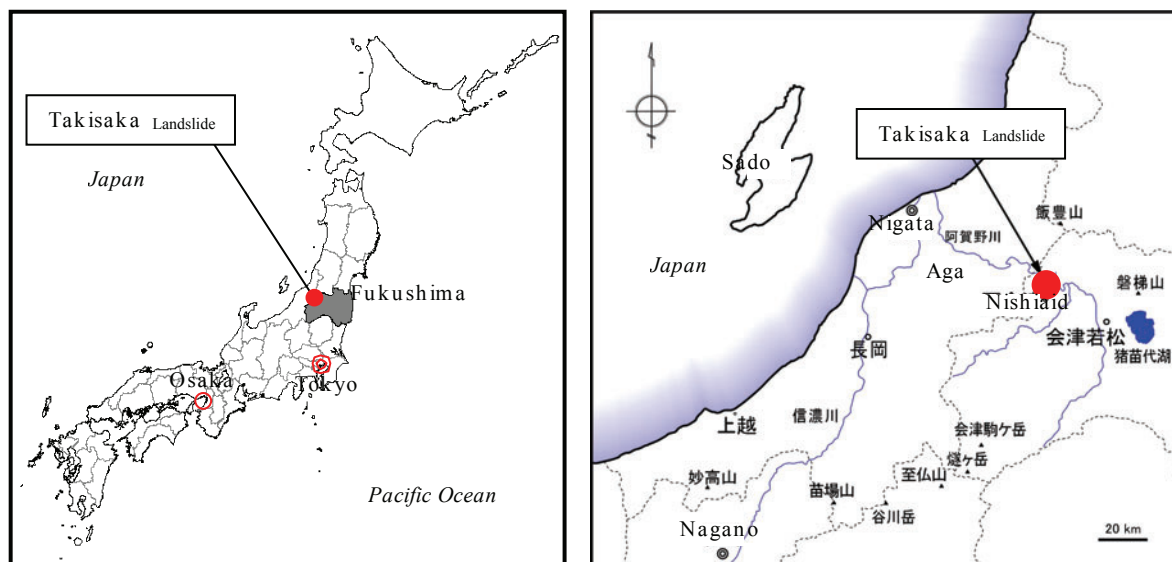 Takisaka Landslide
Japan
Fukushima
Osaka
Tokyo
Pacific Ocean
Takisaka Landslide
Sado
飯豊山
Nigata
阿賀野川
Japan
Aga
磐梯山
Nishiaid
会津若松
長岡
猪苗代湖
上越
信濃川
会津駒ケ岳
燧ヶ岳
妙高山
至仏山
苗場山
谷川岳
Nagano
20 km